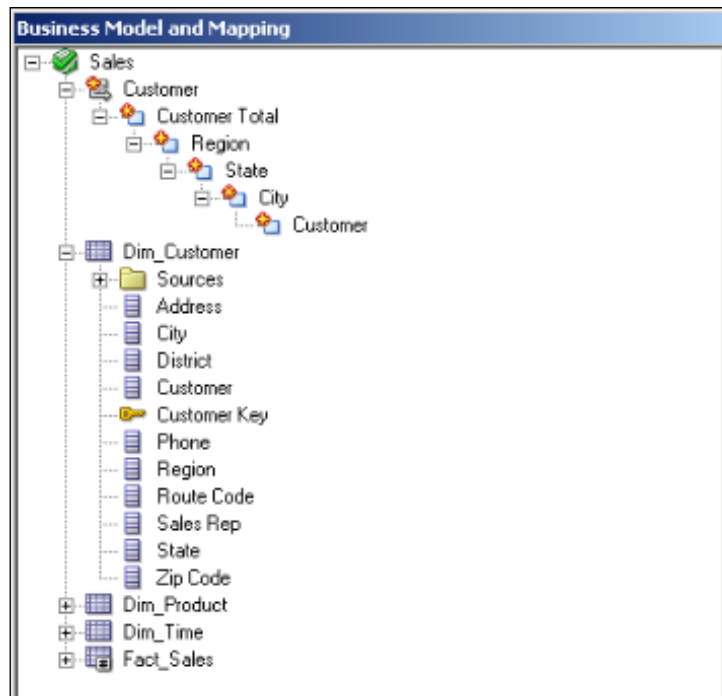 Business Model and Mapping
Sales
Customer
Customer Total
Region
State
City
Customer
Dim_Customer
Sources
Address
City
District
Customer
Customer Key
Phone
Region
Route Code
Sales Rep
State
Zip Code
Dim_Product
Dim_Time
Fact_Sales